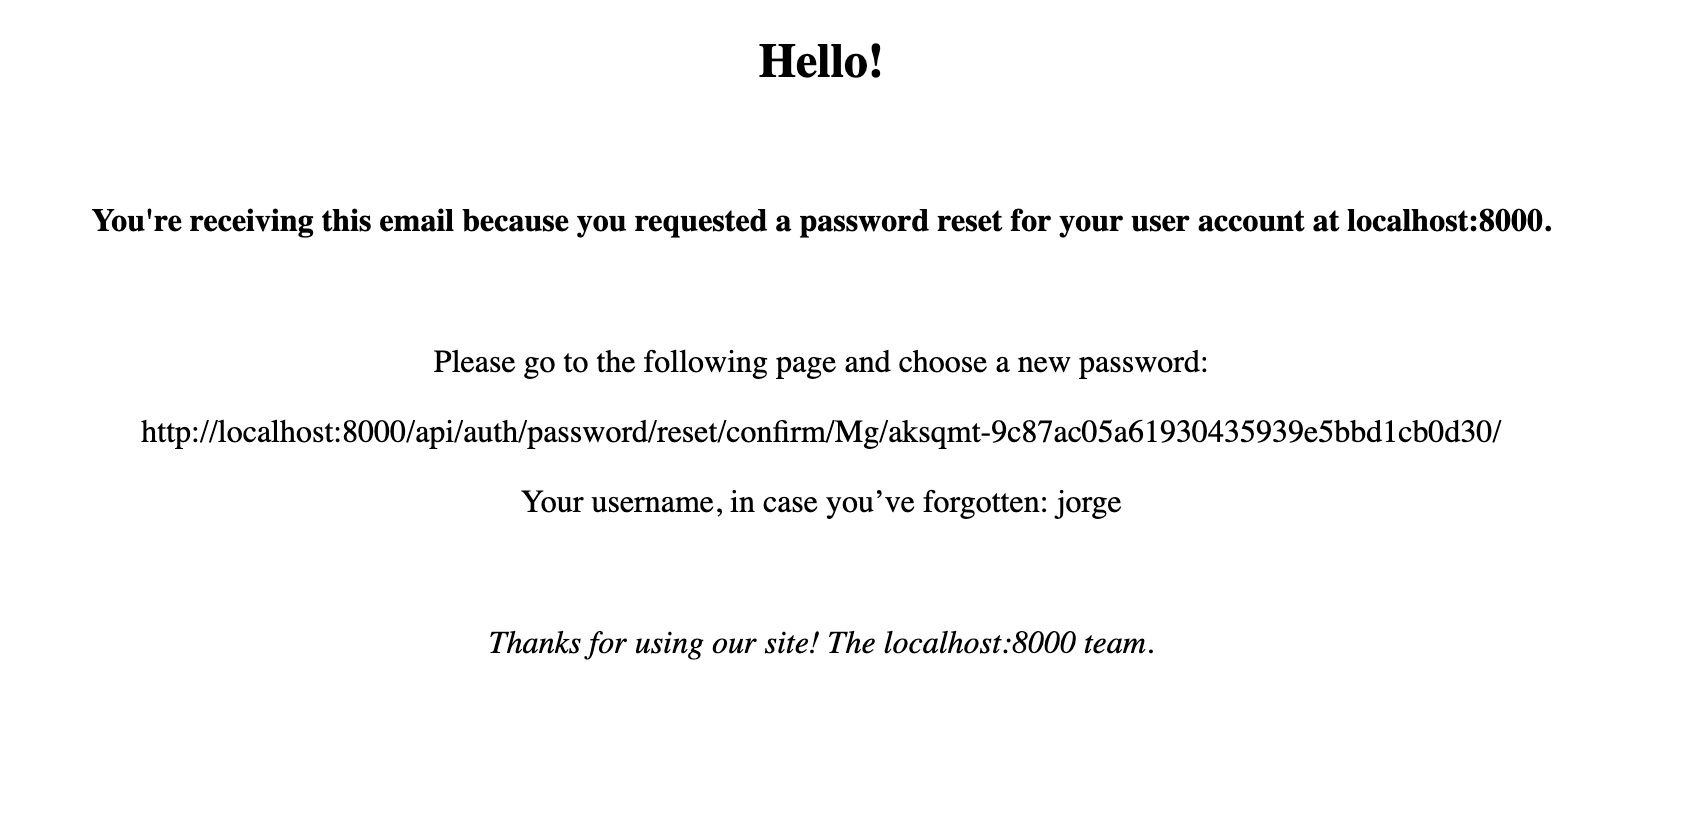 Hello!
You're receiving this email because you requested a password reset for your user account at localhost:8000.
Please go to the following page and choose a new password:
http://localhost:8000/api/auth/password/reset/confirm/Mg/aksqmt-9c87ac05a61930435939e5bbd1cb0d30/
Your username, in case you’ve forgotten: jorge
Thanks for using our site! The localhost:8000 team.